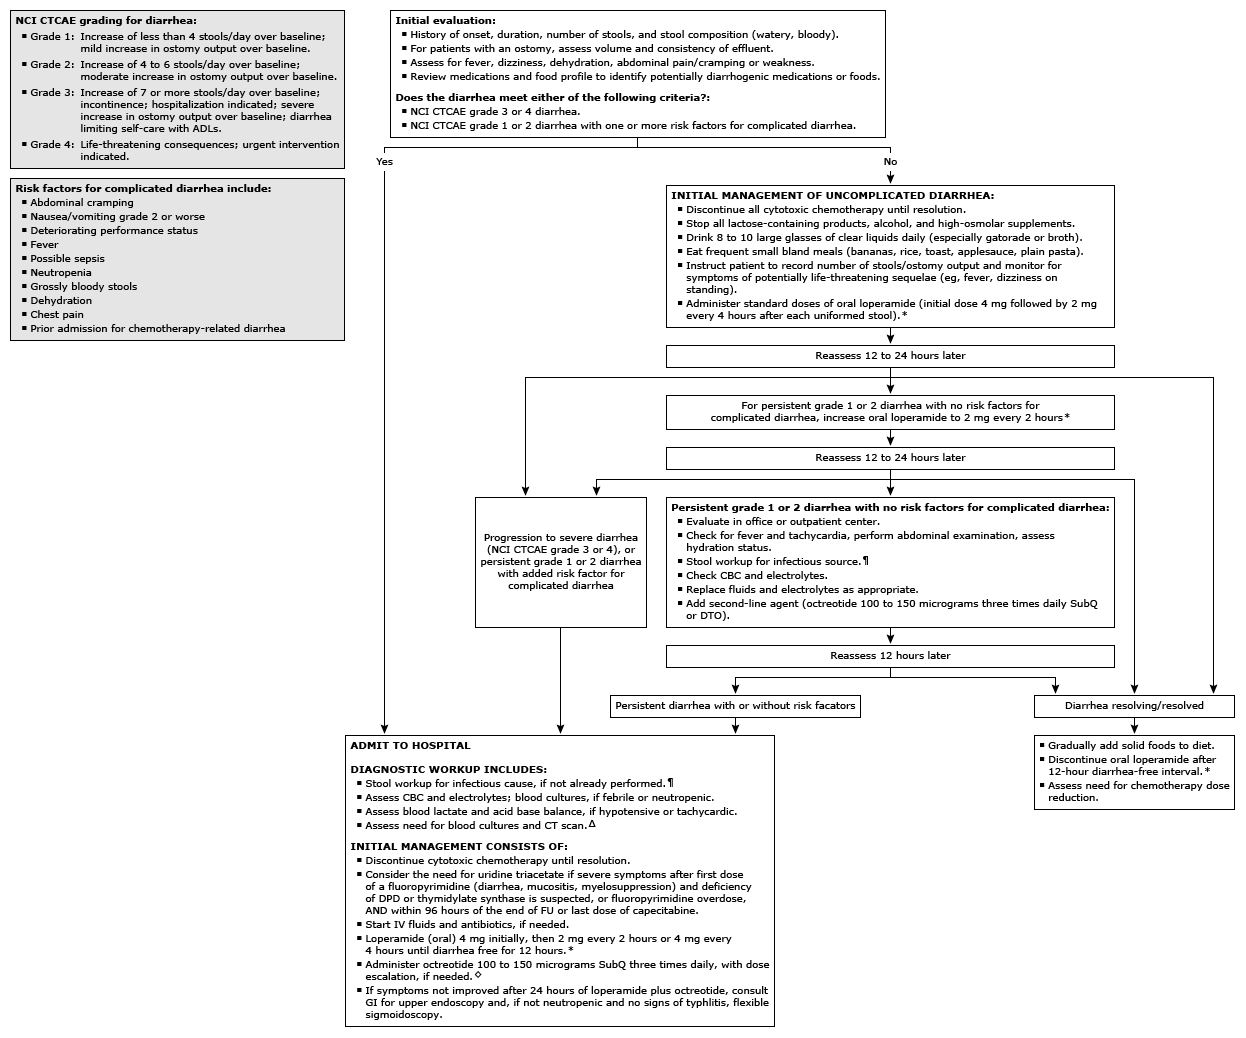 NCI CTCAE grading for diarrhea:
▪ Grade 1: Increase of less than 4 stools/day over baseline;
mild increase in ostomy output over baseline.
▪ Grade 2: Increase of 4 to 6 stools/day over baseline;
moderate increase in ostomy output over baseline.
▪ Grade 3: Increase of 7 or more stools/day over baseline;
incontinence; hospitalization indicated; severe
increase in ostomy output over baseline; diarrhea
limiting self-care with ADLs.
▪ Grade 4: Life-threatening consequences; urgent intervention
indicated.
Risk factors for complicated diarrhea include:
▪ Abdominal cramping
▪ Nausea/vomiting grade 2 or worse
▪ Deteriorating performance status
▪ Fever
▪ Possible sepsis
▪ Neutropenia
▪ Grossly bloody stools
▪ Dehydration
▪ Chest pain
▪ Prior admission for chemotherapy-related diarrhea
Initial evaluation:
▪ History of onset, duration, number of stools, and stool composition (watery, bloody).
▪ For patients with an ostomy, assess volume and consistency of effluent.
▪ Assess for fever, dizziness, dehydration, abdominal pain/cramping or weakness.
▪ Review medications and food profile to identify potentially diarrhogenic medications or foods.
Does the diarrhea meet either of the following criteria?:
▪ NCI CTCAE grade 3 or 4 diarrhea.
▪ NCI CTCAE grade 1 or 2 diarrhea with one or more risk factors for complicated diarrhea.
Yes
No
INITIAL MANAGEMENT OF UNCOMPLICATED DIARRHEA:
▪ Discontinue all cytotoxic chemotherapy until resolution.
▪ Stop all lactose-containing products, alcohol, and high-osmolar supplements.
▪ Drink 8 to 10 large glasses of clear liquids daily (especially gatorade or broth).
▪ Eat frequent small bland meals (bananas, rice, toast, applesauce, plain pasta).
▪ Instruct patient to record number of stools/ostomy output and monitor for
symptoms of potentially life-threatening sequelae (eg, fever, dizziness on
standing).
▪ Administer standard doses of oral loperamide (initial dose 4 mg followed by 2 mg
every 4 hours after each uniformed stool).*
Reassess 12 to 24 hours later
For persistent grade 1 or 2 diarrhea with no risk factors for
complicated diarrhea, increase oral loperamide to 2 mg every 2 hours*
Reassess 12 to 24 hours later
Progression to severe diarrhea
(NCI CTCAE grade 3 or 4), or
persistent grade 1 or 2 diarrhea
with added risk factor for
complicated diarrhea
Persistent grade 1 or 2 diarrhea with no risk factors for complicated diarrhea:
▪ Evaluate in office or outpatient center.
▪ Check for fever and tachycardia, perform abdominal examination, assess
hydration status.
▪ Stool workup for infectious source.¶
▪ Check CBC and electrolytes.
▪ Replace fluids and electrolytes as appropriate.
▪ Add second-line agent (octreotide 100 to 150 micrograms three times daily SubQ
or DTO).
Reassess 12 hours later
Persistent diarrhea with or without risk facators
Diarrhea resolving/resolved
▪ Gradually add solid foods to diet.
▪ Discontinue oral loperamide after
12-hour diarrhea-free interval.*
▪ Assess need for chemotherapy dose
reduction.
ADMIT TO HOSPITAL
DIAGNOSTIC WORKUP INCLUDES:
▪ Stool workup for infectious cause, if not already performed.¶
▪ Assess CBC and electrolytes; blood cultures, if febrile or neutropenic.
▪ Assess blood lactate and acid base balance, if hypotensive or tachycardic.
▪ Assess need for blood cultures and CT scan.Δ
INITIAL MANAGEMENT CONSISTS OF:
▪ Discontinue cytotoxic chemotherapy until resolution.
▪ Consider the need for uridine triacetate if severe symptoms after first dose
of a fluoropyrimidine (diarrhea, mucositis, myelosuppression) and deficiency
of DPD or thymidylate synthase is suspected, or fluoropyrimidine overdose,
AND within 96 hours of the end of FU or last dose of capecitabine.
▪ Start IV fluids and antibiotics, if needed.
▪ Loperamide (oral) 4 mg initially, then 2 mg every 2 hours or 4 mg every
4 hours until diarrhea free for 12 hours.*
▪ Administer octreotide 100 to 150 micrograms SubQ three times daily, with dose
escalation, if needed.◊
▪ If symptoms not improved after 24 hours of loperamide plus octreotide, consult
GI for upper endoscopy and, if not neutropenic and no signs of typhlitis, flexible
sigmoidoscopy.